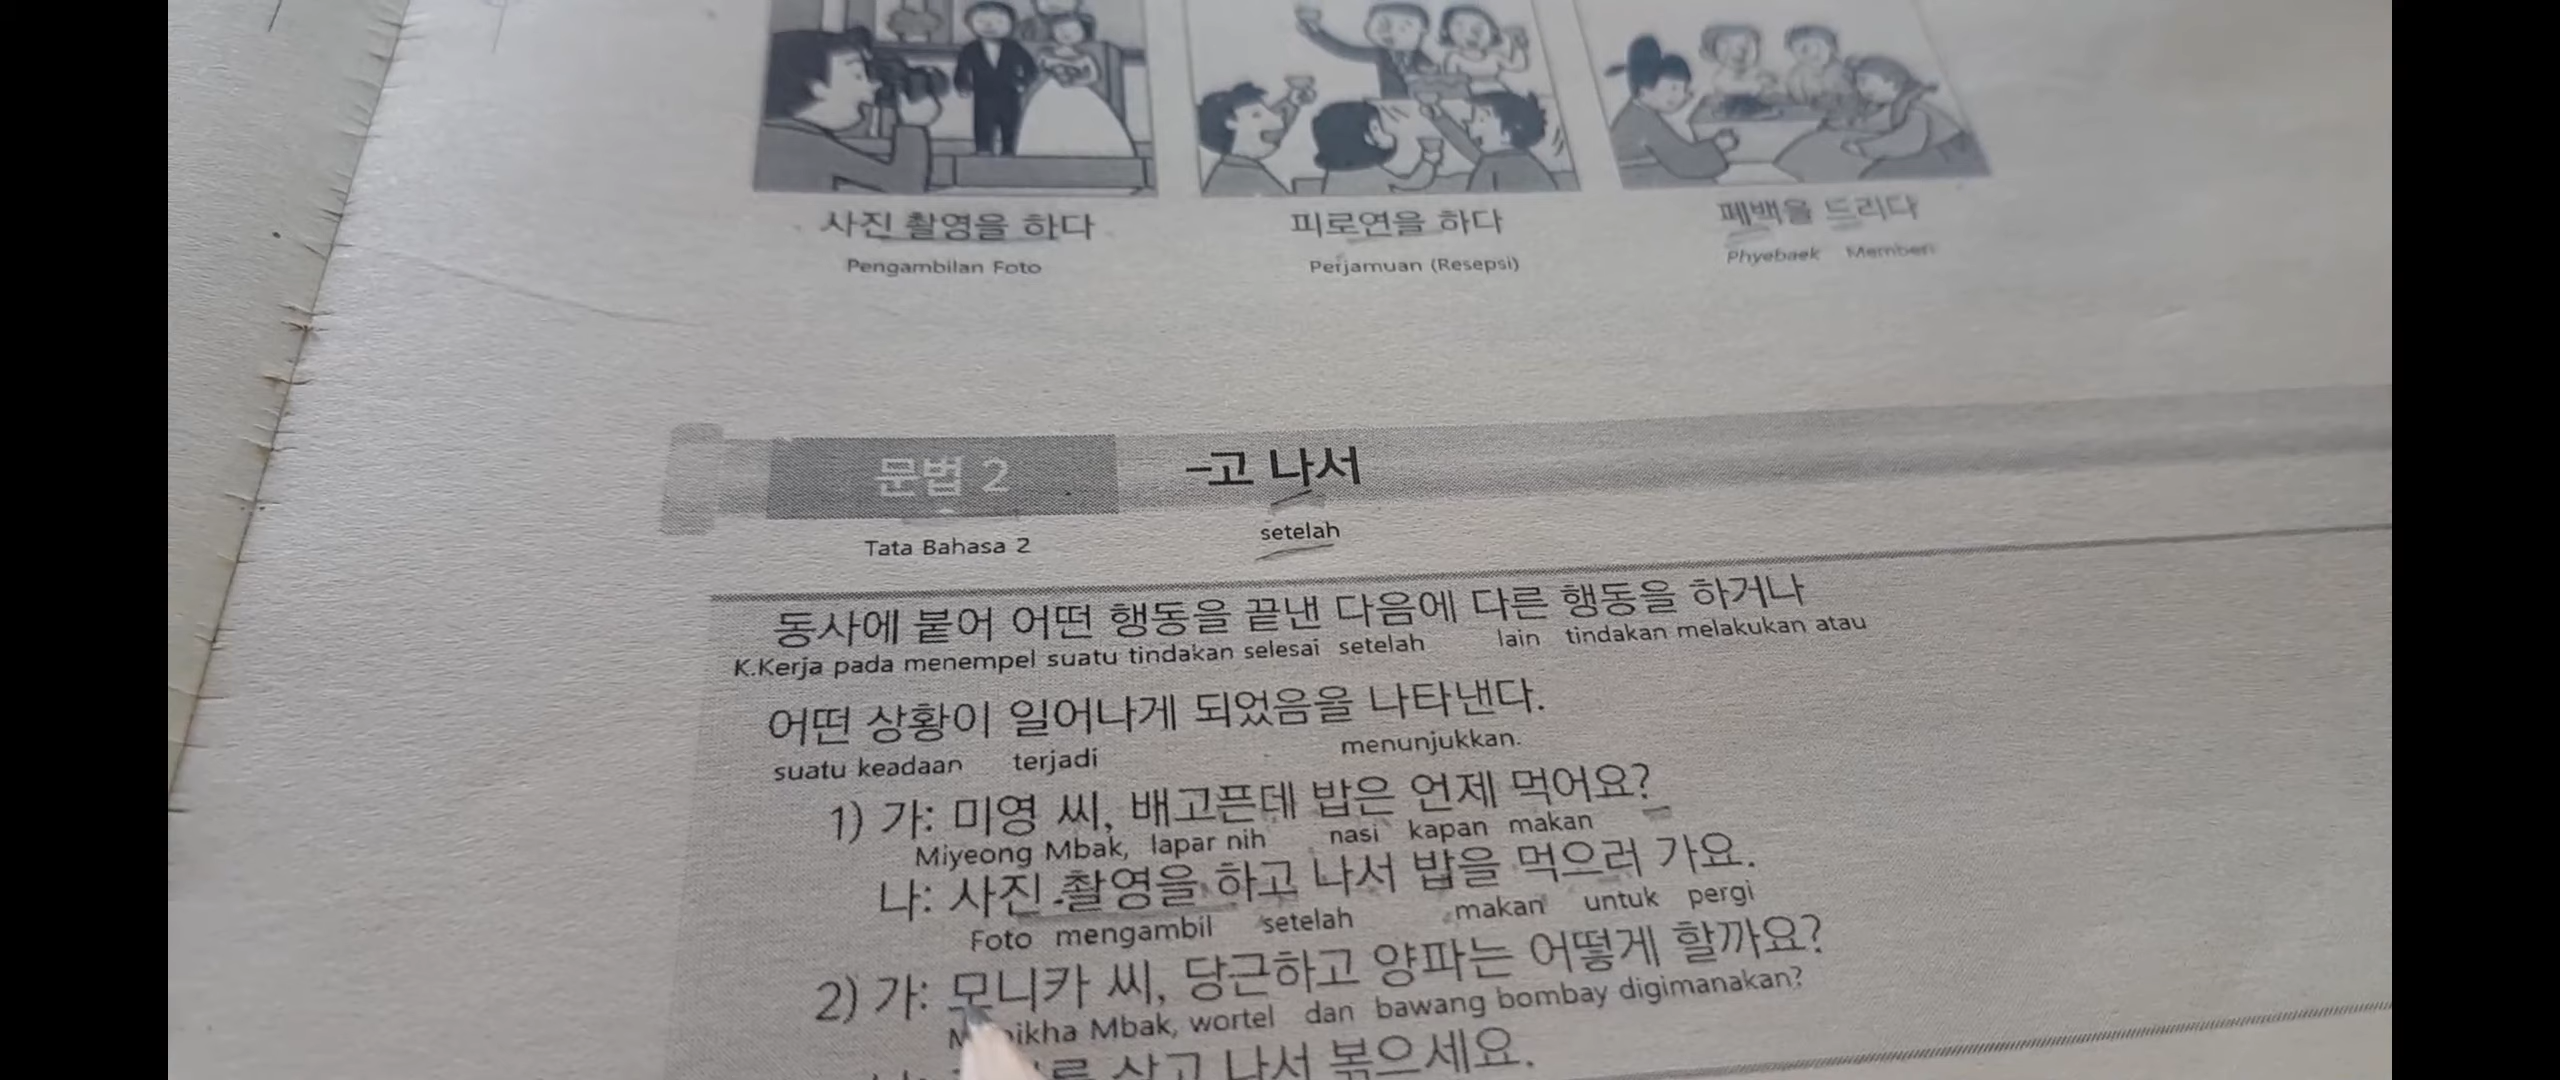 사진 촬영을 하다
Pengambilan Foto
피로연을 하다
Perjamuan (Resepsi)
폐백을 드리다
Phyebaek Memberi
문법 2
–고 나서
Tata Bahasa 2
setelah
동사에 붙어 어떤 행동을 끝낸 다음에 다른 행동을 하거나
K.Kerja pada menempel suatu tindakan selesai setelah lain tindakan melakukan atau
어떤 상황이 일어나게 되었음을 나타낸다.
suatu keadaan terjadi menunjukkan.
1) 가: 미영 씨, 배고픈데 밥은 언제 먹어요?
Miyeong Mbak, lapar nih nasi kapan makan
나: 사진 촬영을 하고 나서 밥을 먹으러 가요.
Foto mengambil setelah makan untuk pergi
2) 가: 모니카 씨, 당근하고 양파는 어떻게 할까요?
Mbak, wortel dan bawang bombay digimanakan?
나서 볶으세요.